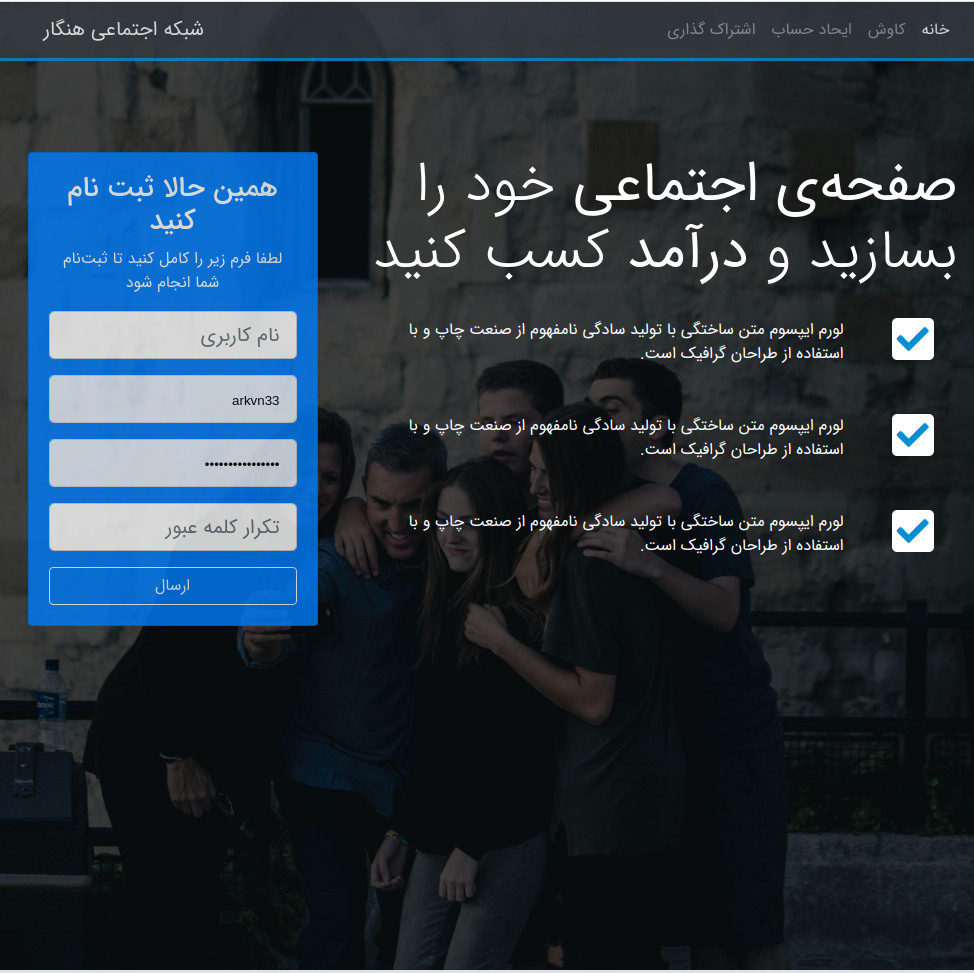 خانه
کاوش
ایجاد حساب
اشتراک گذاری
شبکه اجتماعی هنگار
صفحه‌ی اجتماعی خود را
بسازید و درآمد کسب کنید
لورم ایپسوم متن ساختگی با تولید سادگی نامفهوم از صنعت چاپ و با
استفاده از طراحان گرافیک است.
لورم ایپسوم متن ساختگی با تولید سادگی نامفهوم از صنعت چاپ و با
استفاده از طراحان گرافیک است.
لورم ایپسوم متن ساختگی با تولید سادگی نامفهوم از صنعت چاپ و با
استفاده از طراحان گرافیک است.
همین حالا ثبت نام
کنید
لطفا فرم زیر را کامل کنید تا ثبت‌نام
شما انجام شود
نام کاربری
arkvn33
••••••••••••••••
تکرار کلمه عبور
ارسال